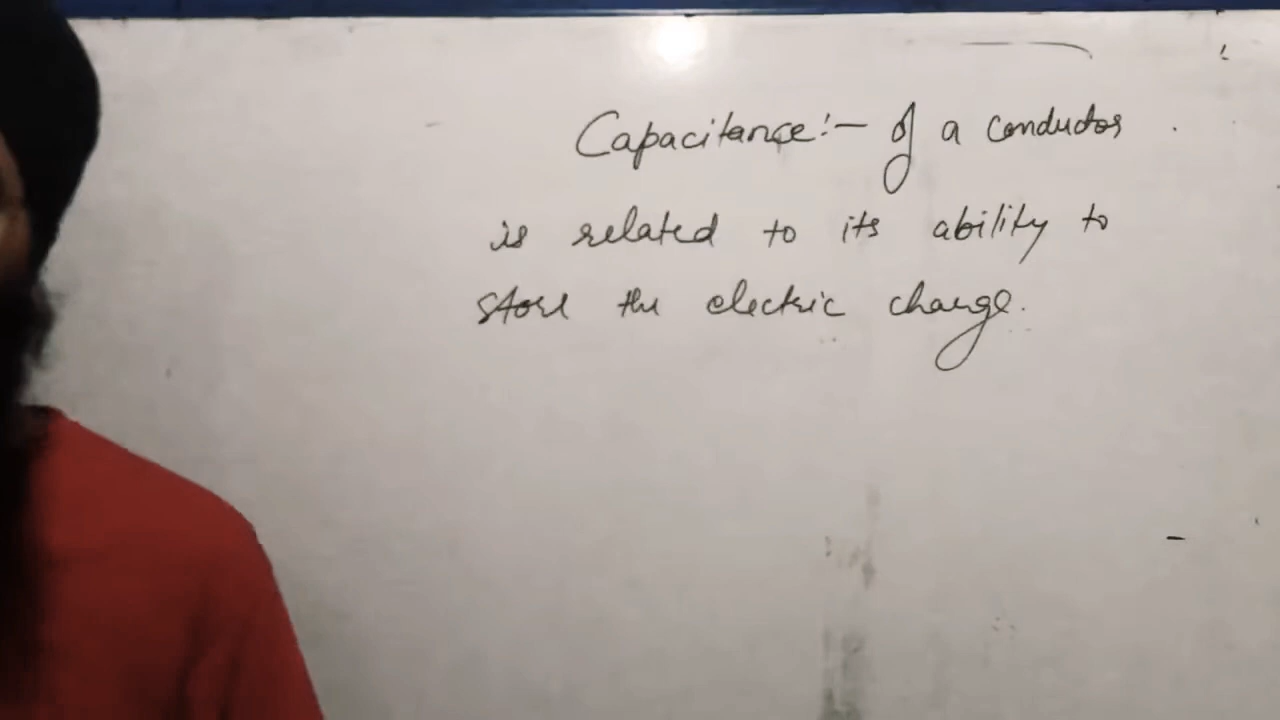 Capacitance:- of a conductor
is related to its ability to
store the electric charge.